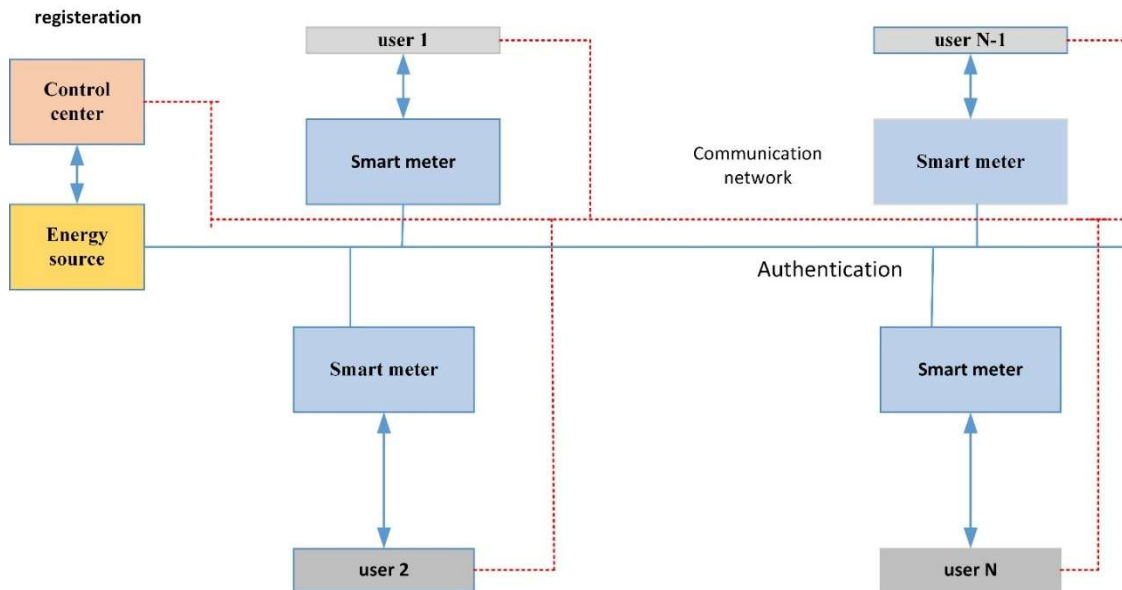 registeration
user 1
user N-1
Control
center
Smart meter
Communication
network
Smart meter
Energy
source
Authentication
Smart meter
Smart meter
user 2
user N